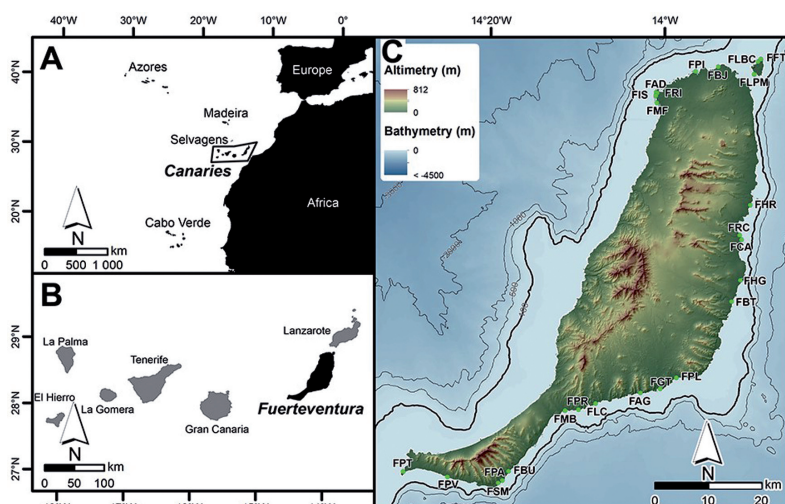 40°W 30°W 20°W 10°W 0°
A
40°N
30°N
20°N
Azores
Europe
Madeira
Selvagens
Canaries
Africa
Cabo Verde
N
0 500 1 000 km
B
29°N
28°N
27°N
Lanzarote
La Palma
Tenerife
El Hierro
La Gomera
Gran Canaria
Fuerteventura
N
0 50 100 km
14°20' 14°W
C
Altimetry (m)
812
0
Bathymetry (m)
0
< -4500
FLBC FFT
FPI FBJ
FLPM
FAD
FIS FRI
FMF
FHR
FRC
FCA
FHG
FBT
FPL
FGT
FAG
FPR
FLC
FMB
FPT
FPV
FPA FBU
FSM
1000
N
0 10 20 km